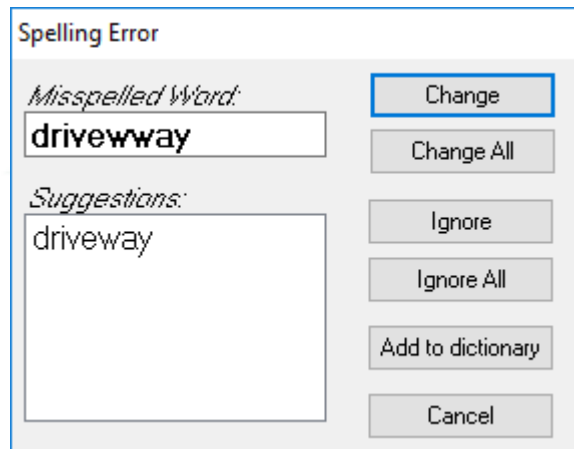 Spelling Error
Misspelled Word:
drivewway
Suggestions:
driveway
Change
Change All
Ignore
Ignore All
Add to dictionary
Cancel